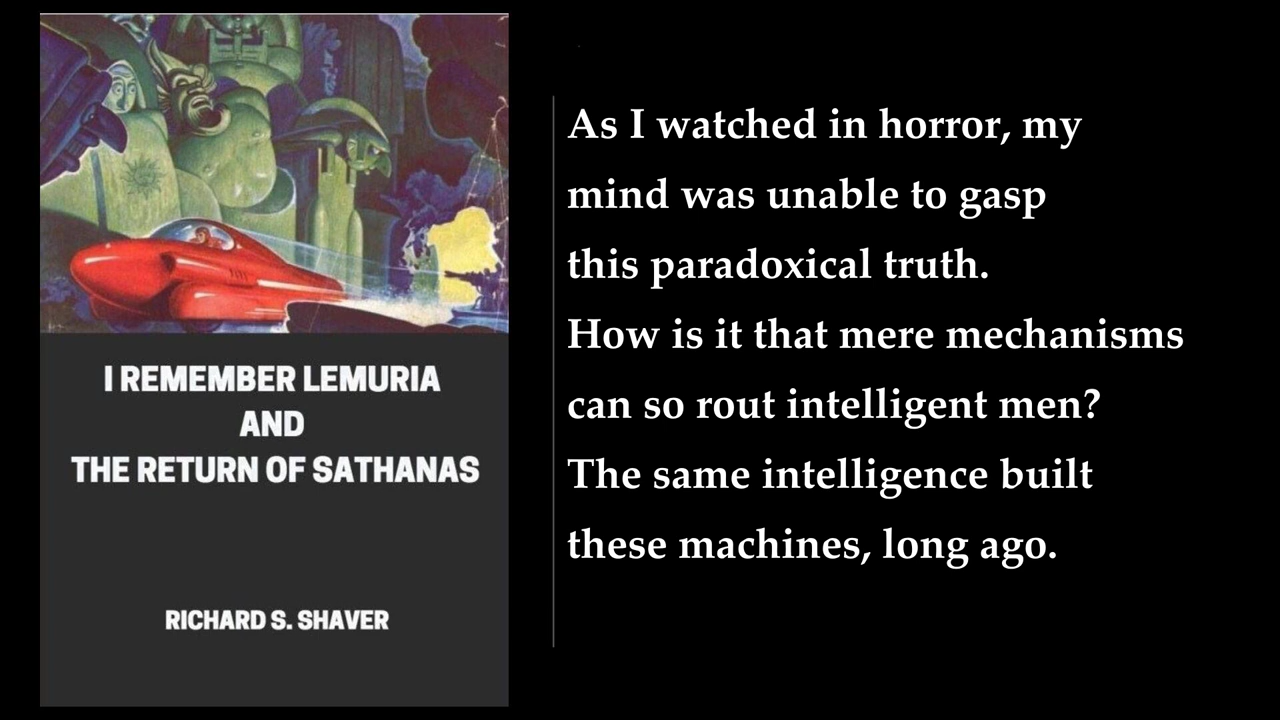 I REMEMBER LEMURIA
AND
THE RETURN OF SATHANAS
RICHARD S. SHAVER
As I watched in horror, my
mind was unable to gasp
this paradoxical truth.
How is it that mere mechanisms
can so rout intelligent men?
The same intelligence built
these machines, long ago.